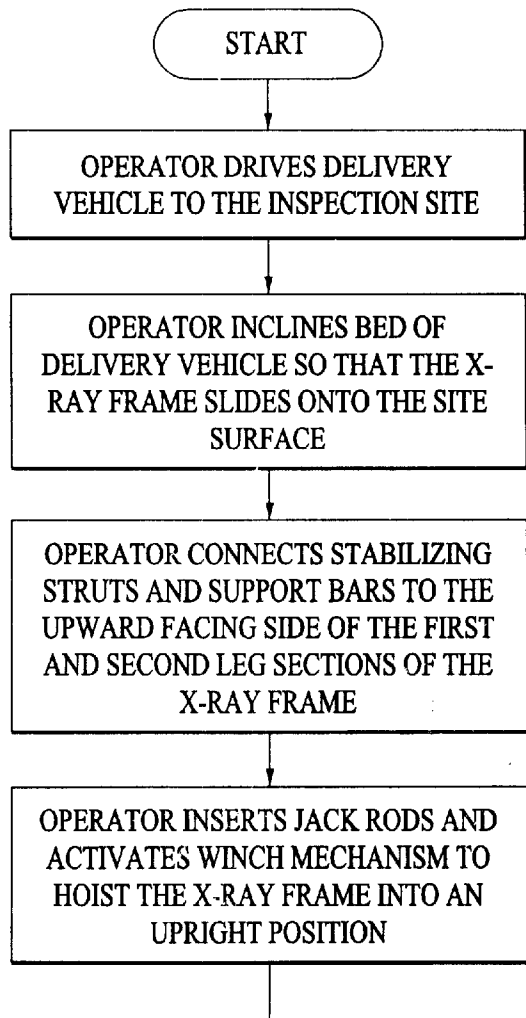 START
OPERATOR DRIVES DELIVERY
VEHICLE TO THE INSPECTION SITE
OPERATOR INCLINES BED OF
DELIVERY VEHICLE SO THAT THE X-
RAY FRAME SLIDES ONTO THE SITE
SURFACE
OPERATOR CONNECTS STABILIZING
STRUTS AND SUPPORT BARS TO THE
UPWARD FACING SIDE OF THE FIRST
AND SECOND LEG SECTIONS OF THE
X-RAY FRAME
OPERATOR INSERTS JACK RODS AND
ACTIVATES WINCH MECHANISM TO
HOIST THE X-RAY FRAME INTO AN
UPRIGHT POSITION